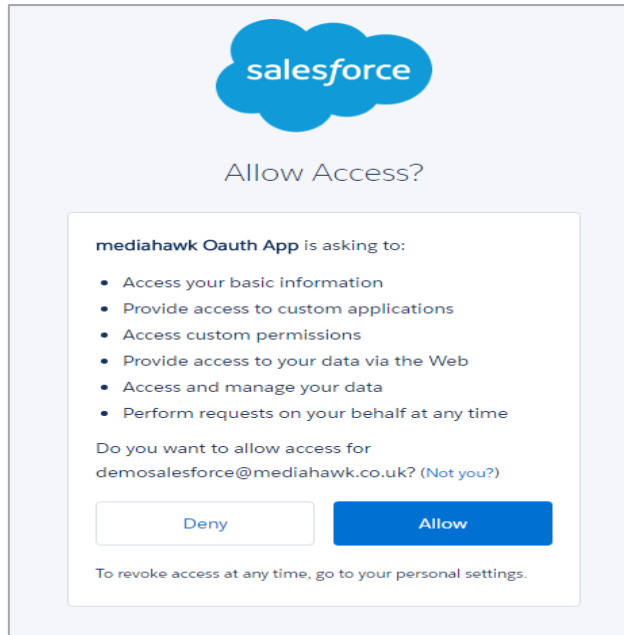 salesforce
Allow Access?
mediahawk Oauth App is asking to:
• Access your basic information
• Provide access to custom applications
• Access custom permissions
• Provide access to your data via the Web
• Access and manage your data
• Perform requests on your behalf at any time
Do you want to allow access for
demosalesforce@mediahawk.co.uk? (Not you?)
Deny
Allow
To revoke access at any time, go to your personal settings.